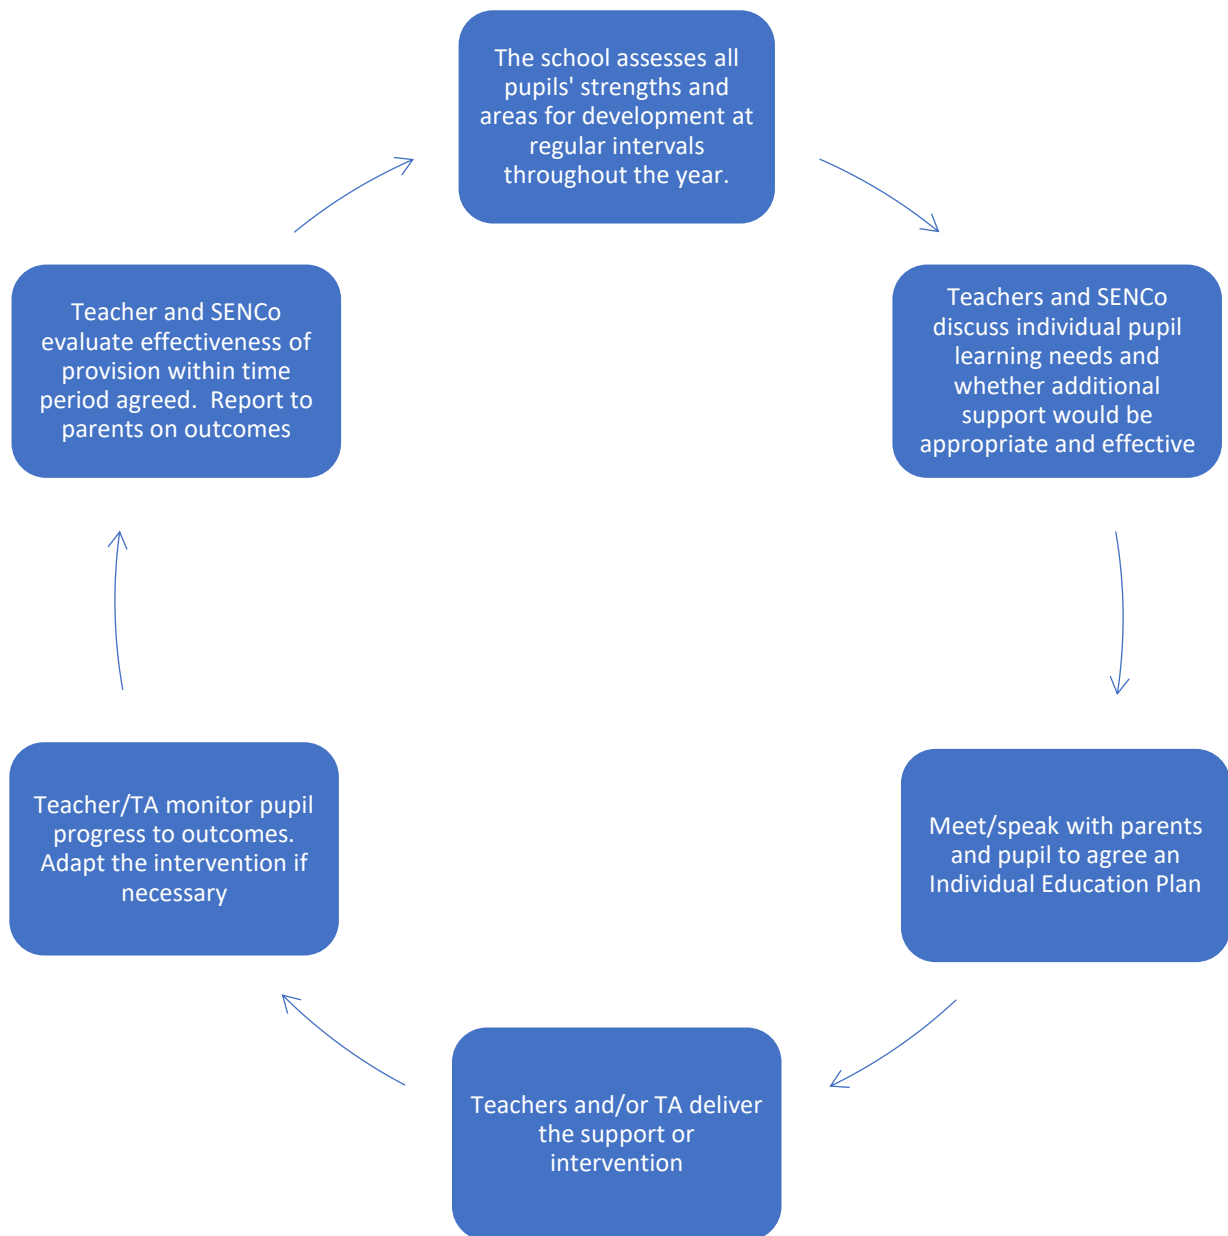 The school assesses all
pupils' strengths and
areas for development at
regular intervals
throughout the year.
Teachers and SENCo
discuss individual pupil
learning needs and
whether additional
support would be
appropriate and effective
Meet/speak with parents
and pupil to agree an
Individual Education Plan
Teachers and/or TA deliver
the support or
intervention
Teacher/TA monitor pupil
progress to outcomes.
Adapt the intervention if
necessary
Teacher and SENCo
evaluate effectiveness of
provision within time
period agreed.  Report to
parents on outcomes